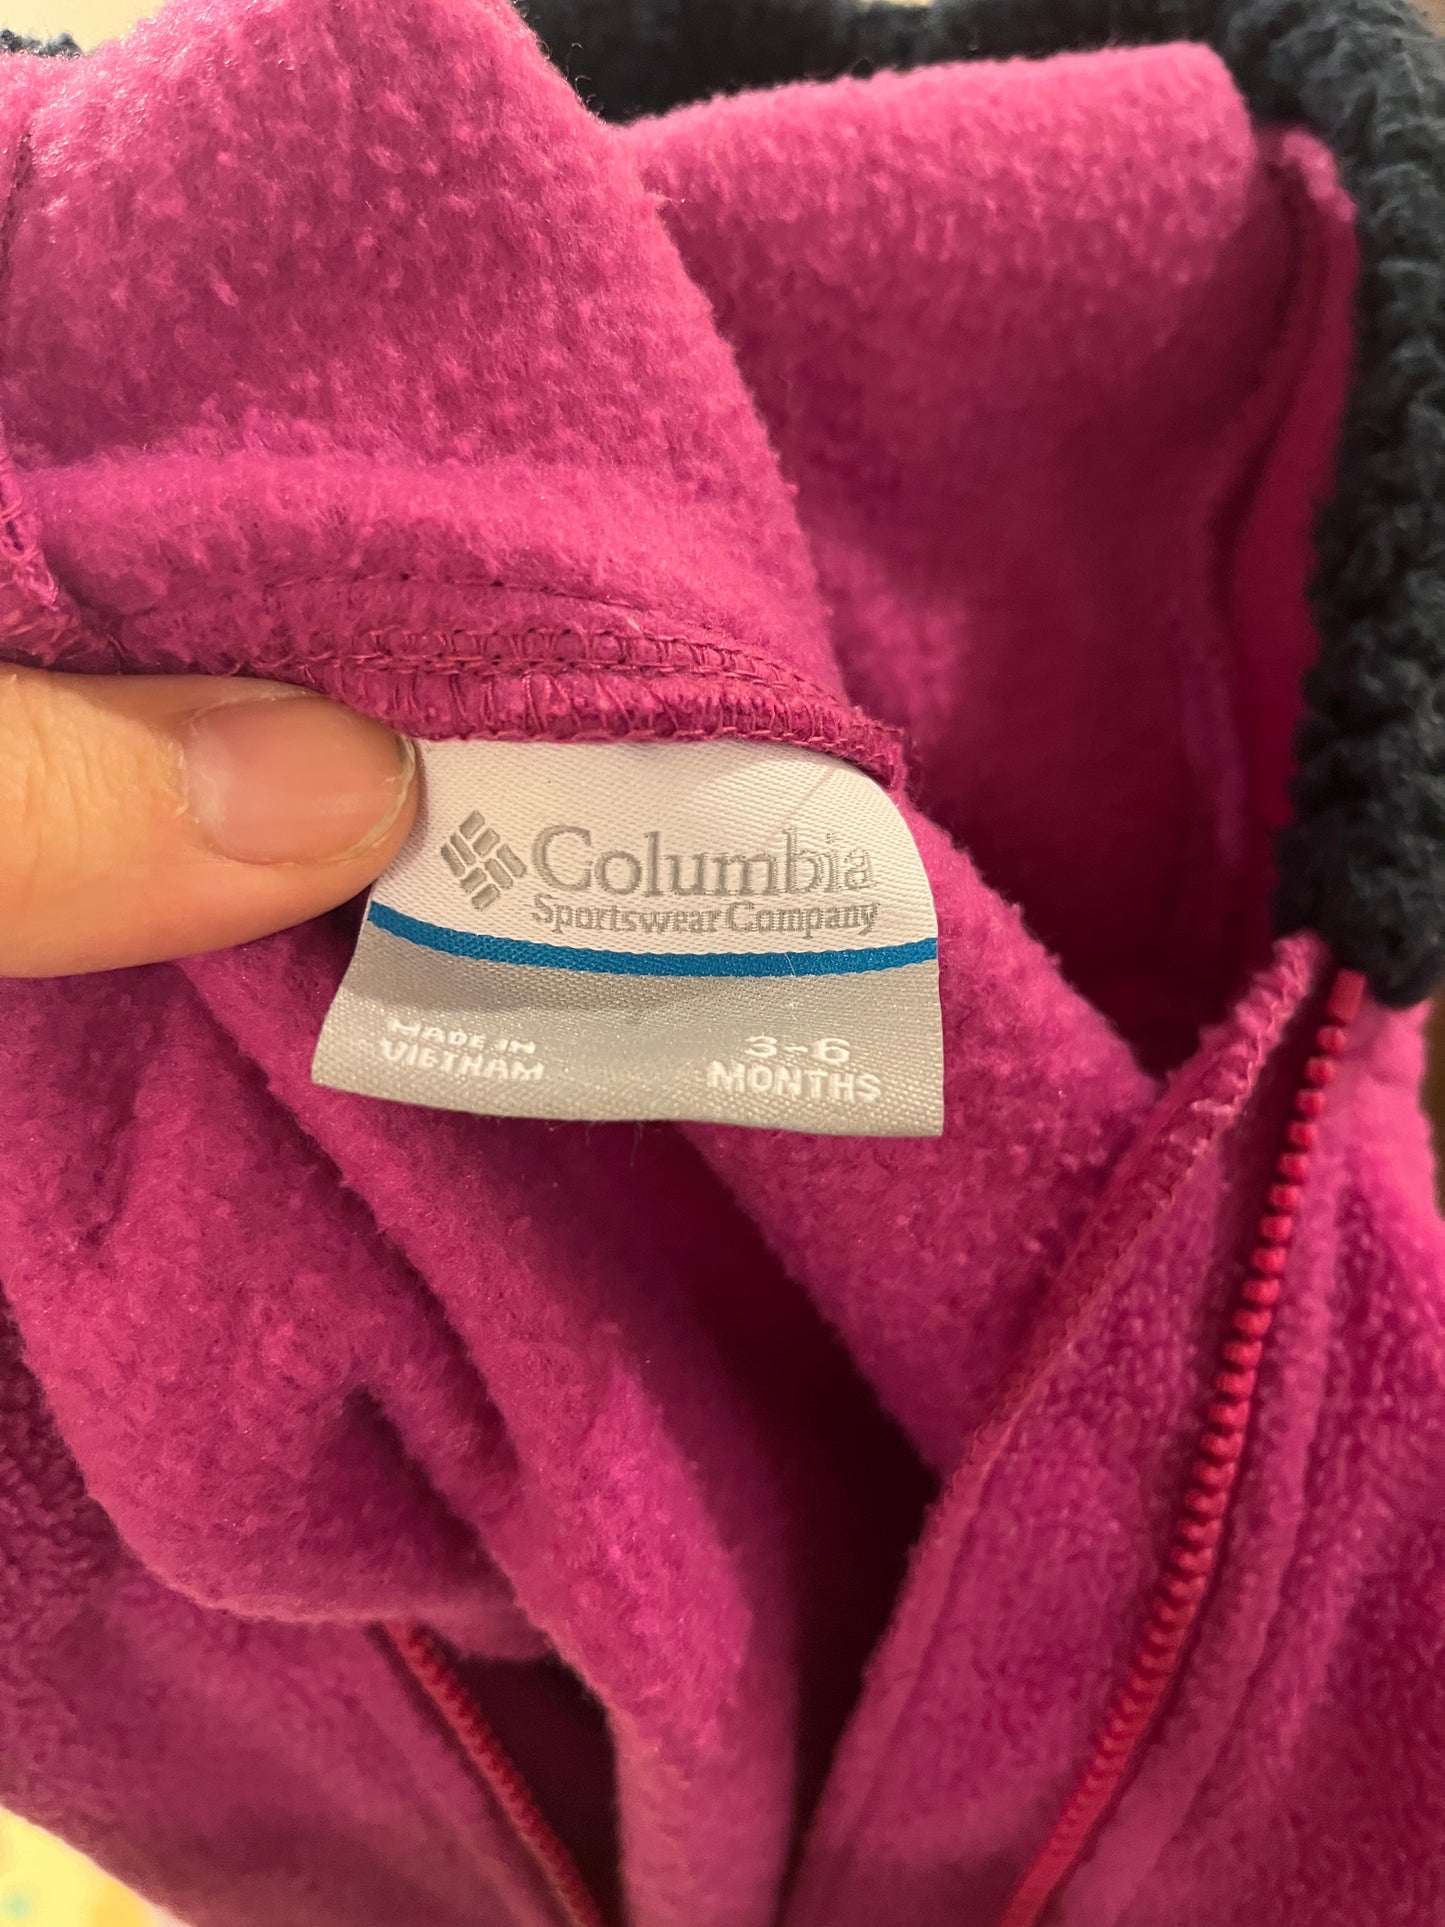 Columbia
Sportswear Company
MADE IN
VIETNAM
3-6
MONTHS